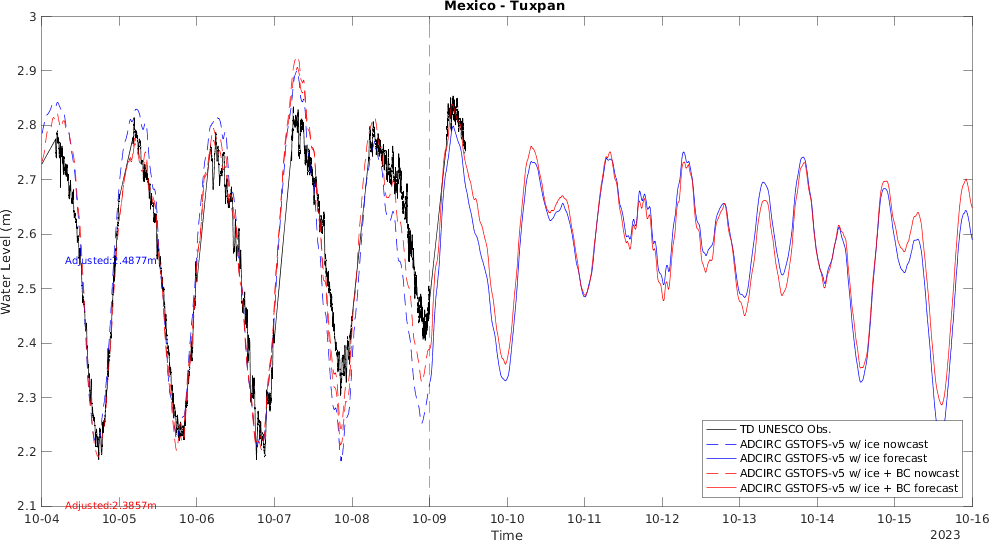 Mexico - Tuxpan
3
2.9
2.8
2.7
2.6
2.5
2.4
2.3
2.2
2.1
Water Level (m)
Adjusted:2.4877m
Adjusted:2.3857m
TD UNESCO Obs.
ADCIRC GSTOFS-v5 w/ ice nowcast
ADCIRC GSTOFS-v5 w/ ice forecast
ADCIRC GSTOFS-v5 w/ ice + BC nowcast
ADCIRC GSTOFS-v5 w/ ice + BC forecast
10-04 10-05 10-06 10-07 10-08 10-09 10-10 10-11 10-12 10-13 10-14 10-15 10-16
Time
2023